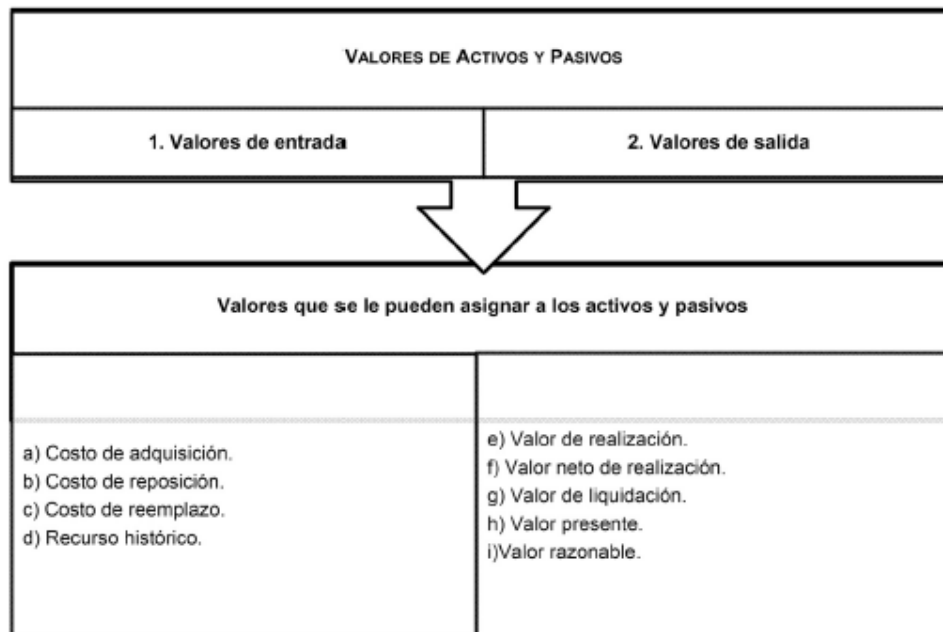 VALORES DE ACTIVOS Y PASIVOS
1. Valores de entrada
2. Valores de salida
Valores que se le pueden asignar a los activos y pasivos
a) Costo de adquisición.
b) Costo de reposición.
c) Costo de reemplazo.
d) Recurso histórico.
e) Valor de realización.
f) Valor neto de realización.
g) Valor de liquidación.
h) Valor presente.
i)Valor razonable.